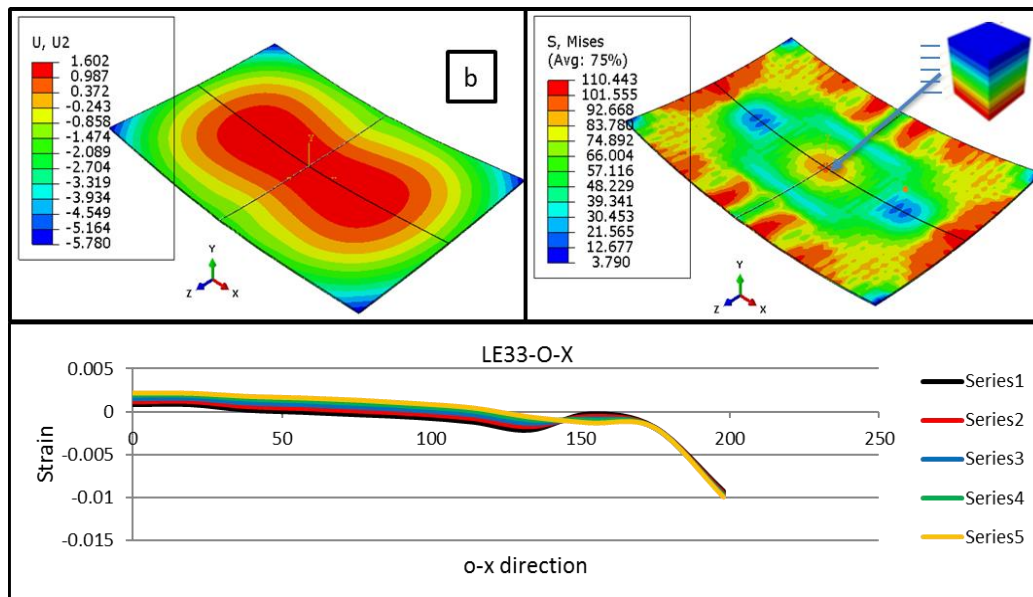 U, U2
1.602
0.987
0.372
-0.243
-0.858
-1.474
-2.089
-2.704
-3.319
-3.934
-4.549
-5.164
-5.780
b
Y
Z
X
S, Mises
(Avg: 75%)
110.443
101.555
92.668
83.780
74.892
66.004
57.116
48.229
39.341
30.453
21.565
12.677
3.790
Y
Z
X
LE33-O-X
0.005
0
-0.005
-0.01
-0.015
Strain
0
50
100
150
200
250
o-x direction
Series1
Series2
Series3
Series4
Series5